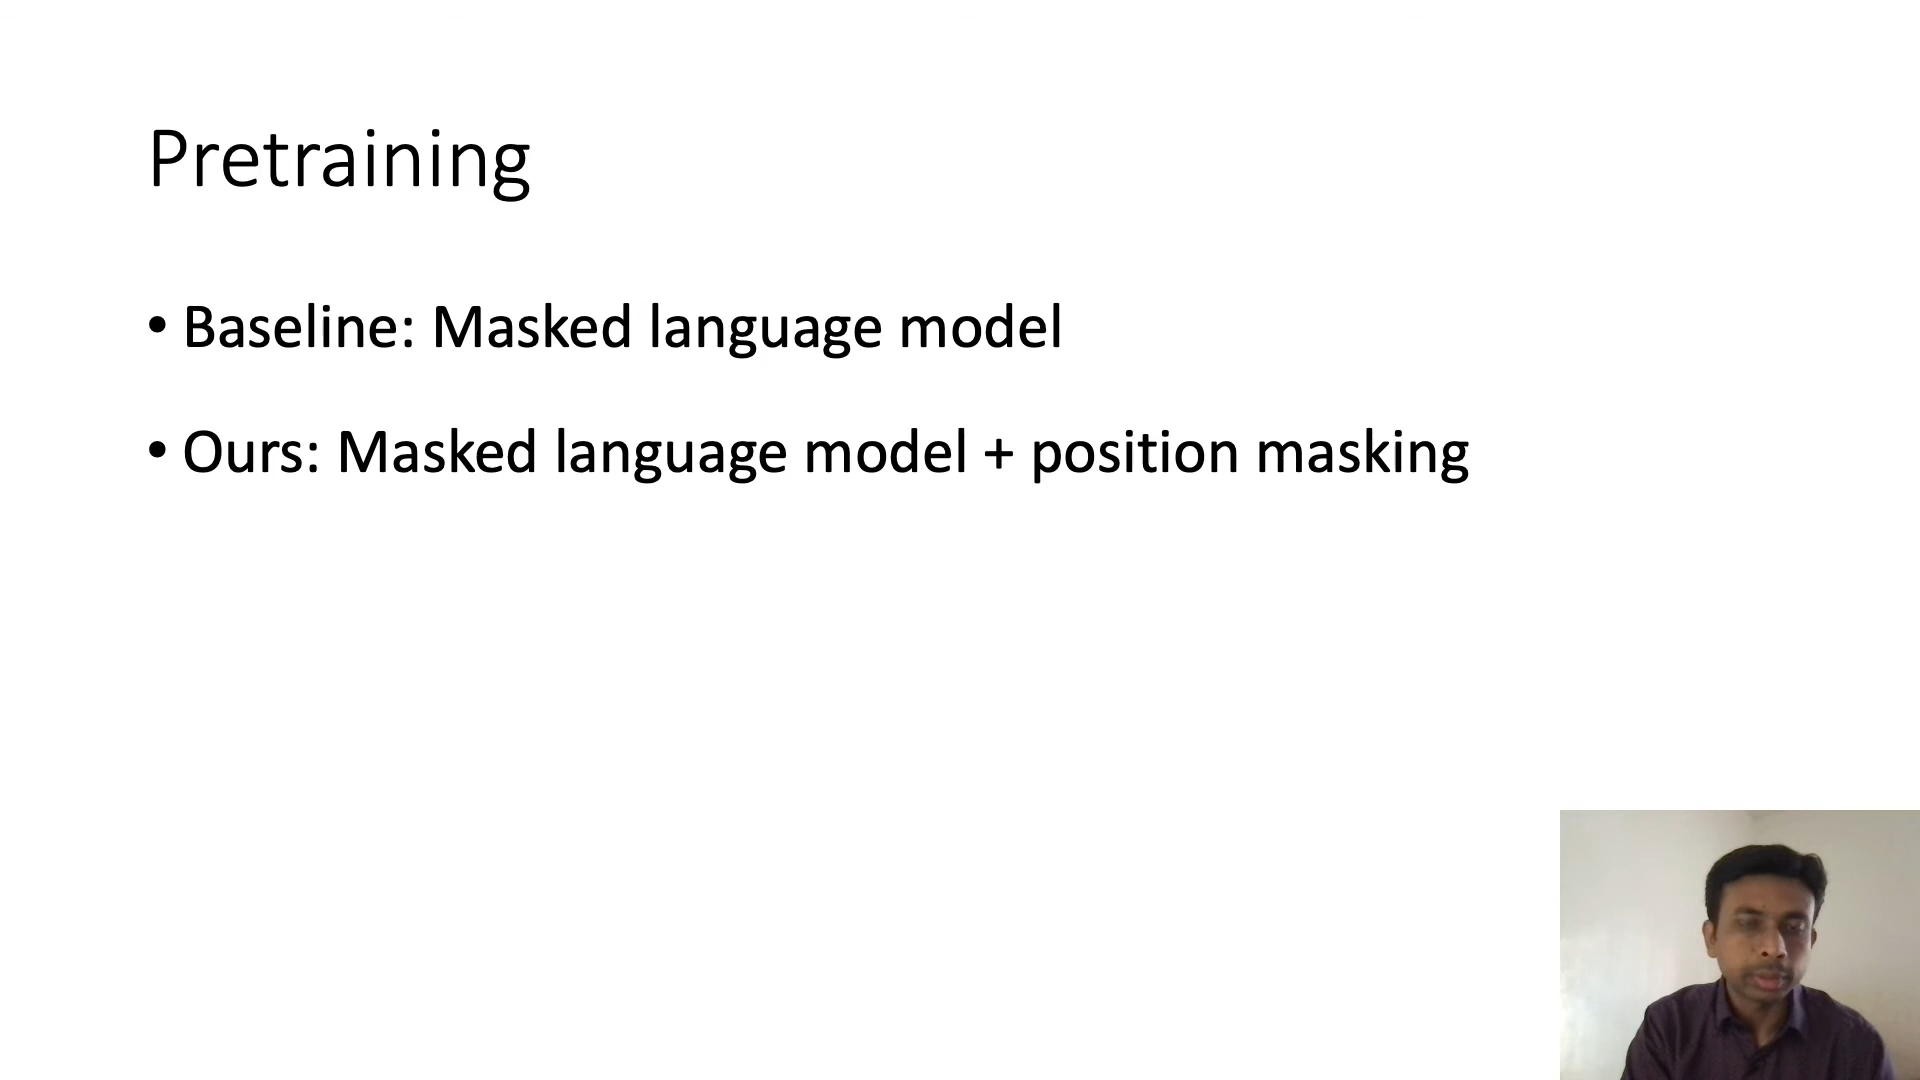 Pretraining
• Baseline: Masked language model
• Ours: Masked language model + position masking